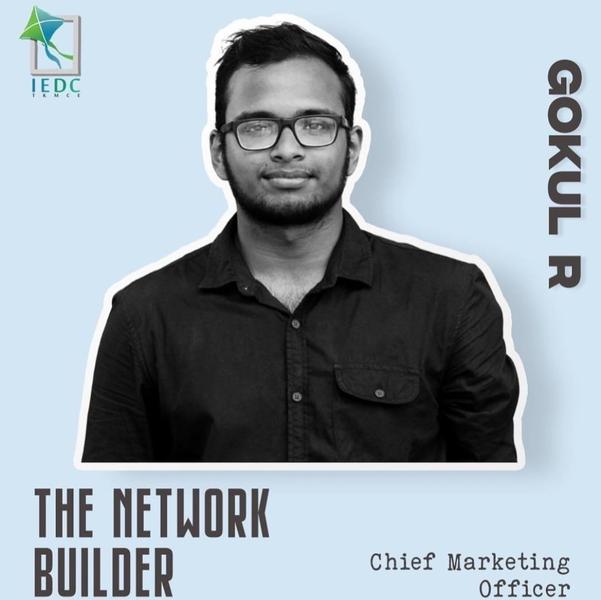 IEDC
TKMCE
GOKUL R
THE NETWORK
BUILDER
Chief Marketing
Officer